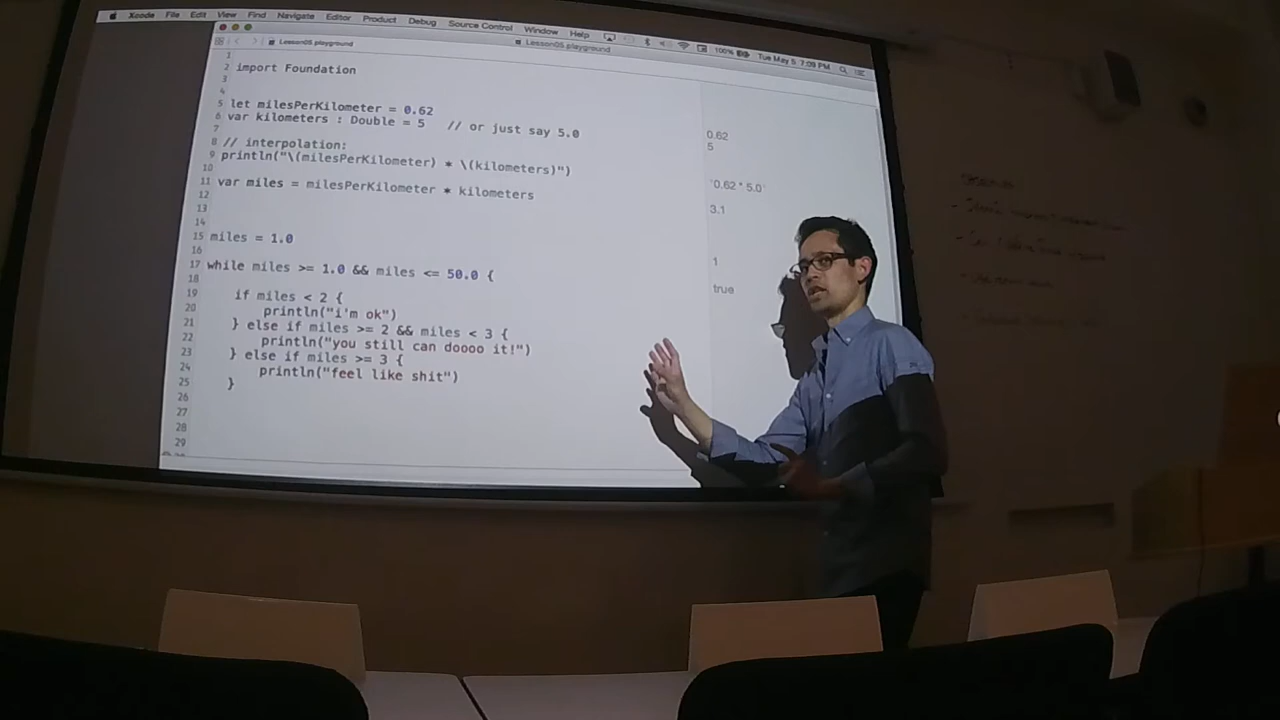 Xcode File Edit View Find Navigate Editor Product Debug Source Control Window Help 100% Tue May 5 7:09 PM
Lesson05.playground Lesson05.playground
1
2 import Foundation
3
4
5 let milesPerKilometer = 0.62
6 var kilometers : Double = 5 // or just say 5.0
7
8 // interpolation:
9 println("\(milesPerKilometer) * \(kilometers)")
10
11 var miles = milesPerKilometer * kilometers
12
13
14
15 miles = 1.0
16
17 while miles >= 1.0 && miles <= 50.0 {
18
19 if miles < 2 {
20 println("i'm ok")
21 } else if miles >= 2 && miles < 3 {
22 println("you still can doooo it!")
23 } else if miles >= 3 {
24 println("feel like shit")
25 }
26
27
28
29
0.62
5
"0.62 * 5.0"
3.1
1
true